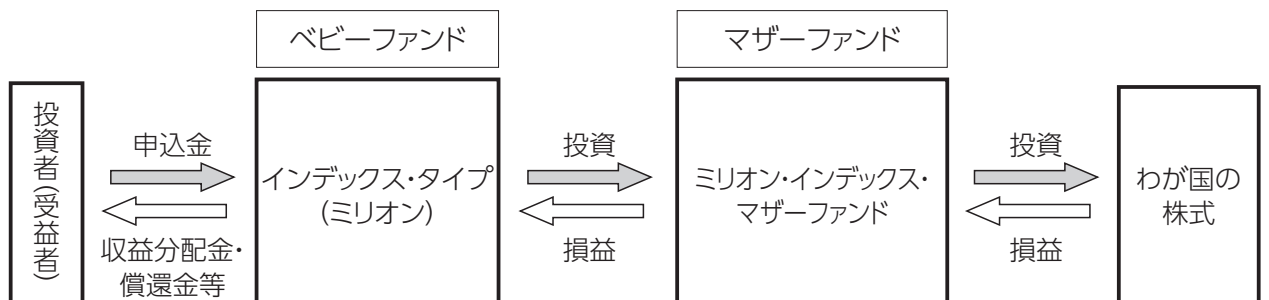 ベビーファンド
マザーファンド
投資者(受益者)
申込金
収益分配金・
償還金等
インデックス・タイプ
(ミリオン)
投資
損益
ミリオン・インデックス・
マザーファンド
投資
損益
わが国の
株式